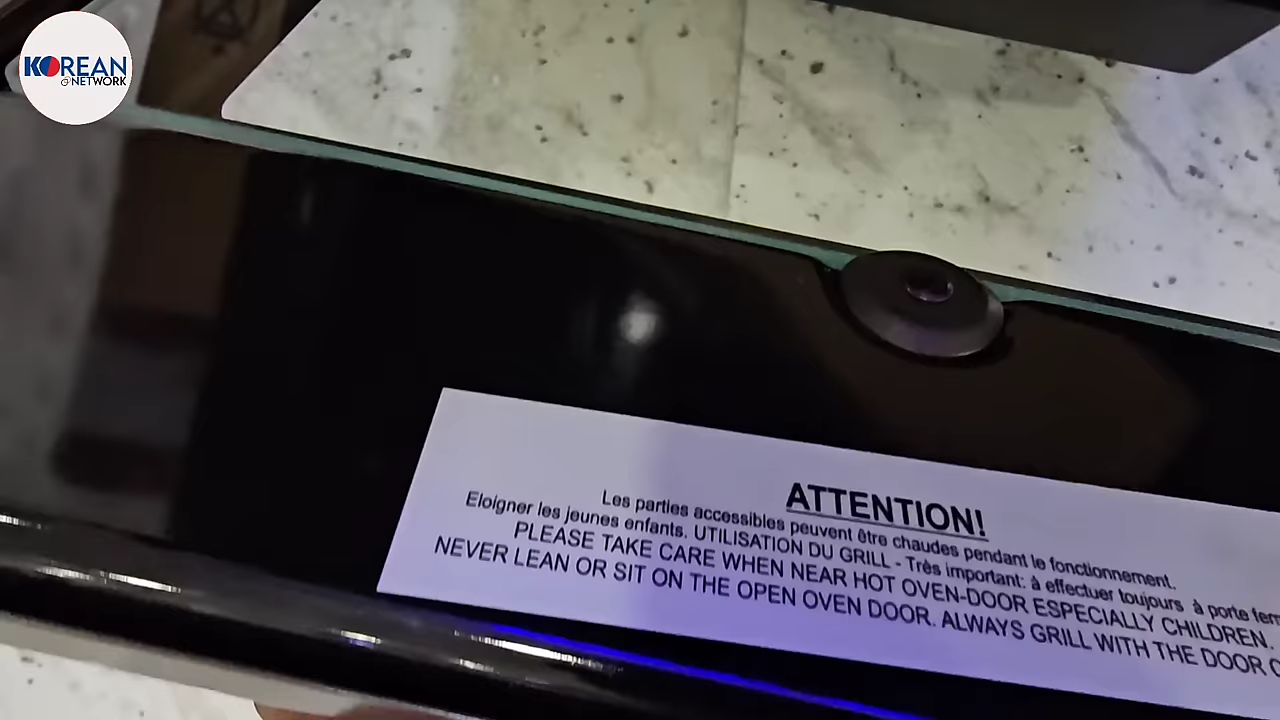 KOREAN
@NETWORK
ATTENTION!
Les parties accessibles peuvent être chaudes pendant le fonctionnement.
Eloigner les jeunes enfants. UTILISATION DU GRILL - Très important: à effectuer toujours à porte
PLEASE TAKE CARE WHEN NEAR HOT OVEN-DOOR ESPECIALLY CHILDREN.
NEVER LEAN OR SIT ON THE OPEN OVEN DOOR. ALWAYS GRILL WITH THE DOOR